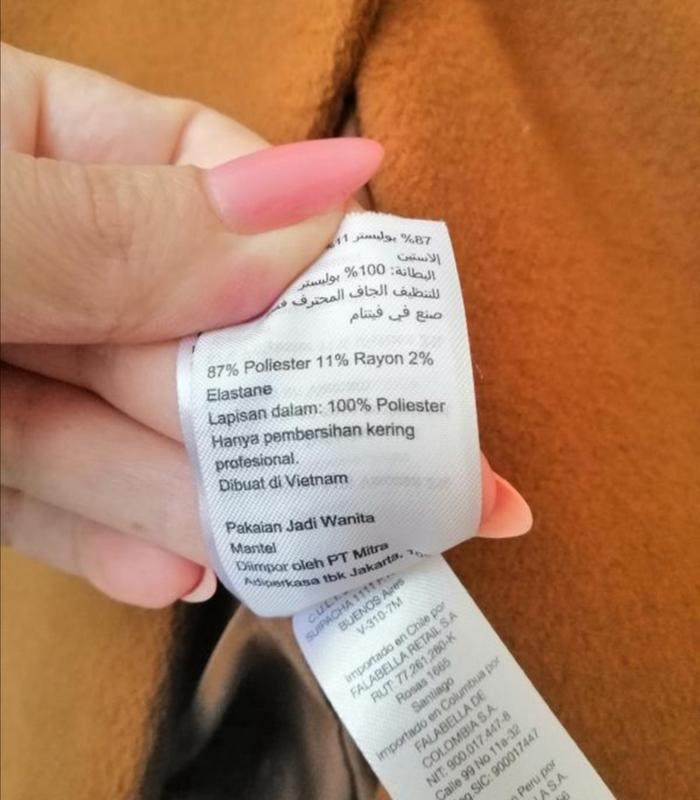 87% بوليستر 11%
الاستين
البطانة: 100% بوليستر
للتنظيف الجاف المحترف
صنع في فيتنام
87% Poliester 11% Rayon 2%
Elastane
Lapisan dalam: 100% Poliester
Hanya pembersihan kering
profesional.
Dibuat di Vietnam
Pakaian Jadi Wanita
Mantel
Diimpor oleh PT Mitra
Adiperkasa tbk Jakarta.
SUIPACHA 1111
BUENOS Aires
V-310-7M
importado en Chile por
FALABELLA RETAIL S.A
RUT: 77,261,280-K
Rosas 1665
Santiago
importado en Columbua por
FALABELLA DE
COLOMBIA S.A.
NIT: 900.017.447-8
Calle 99 No 11a-32
SIC: 900017447
Peru por
S.A.